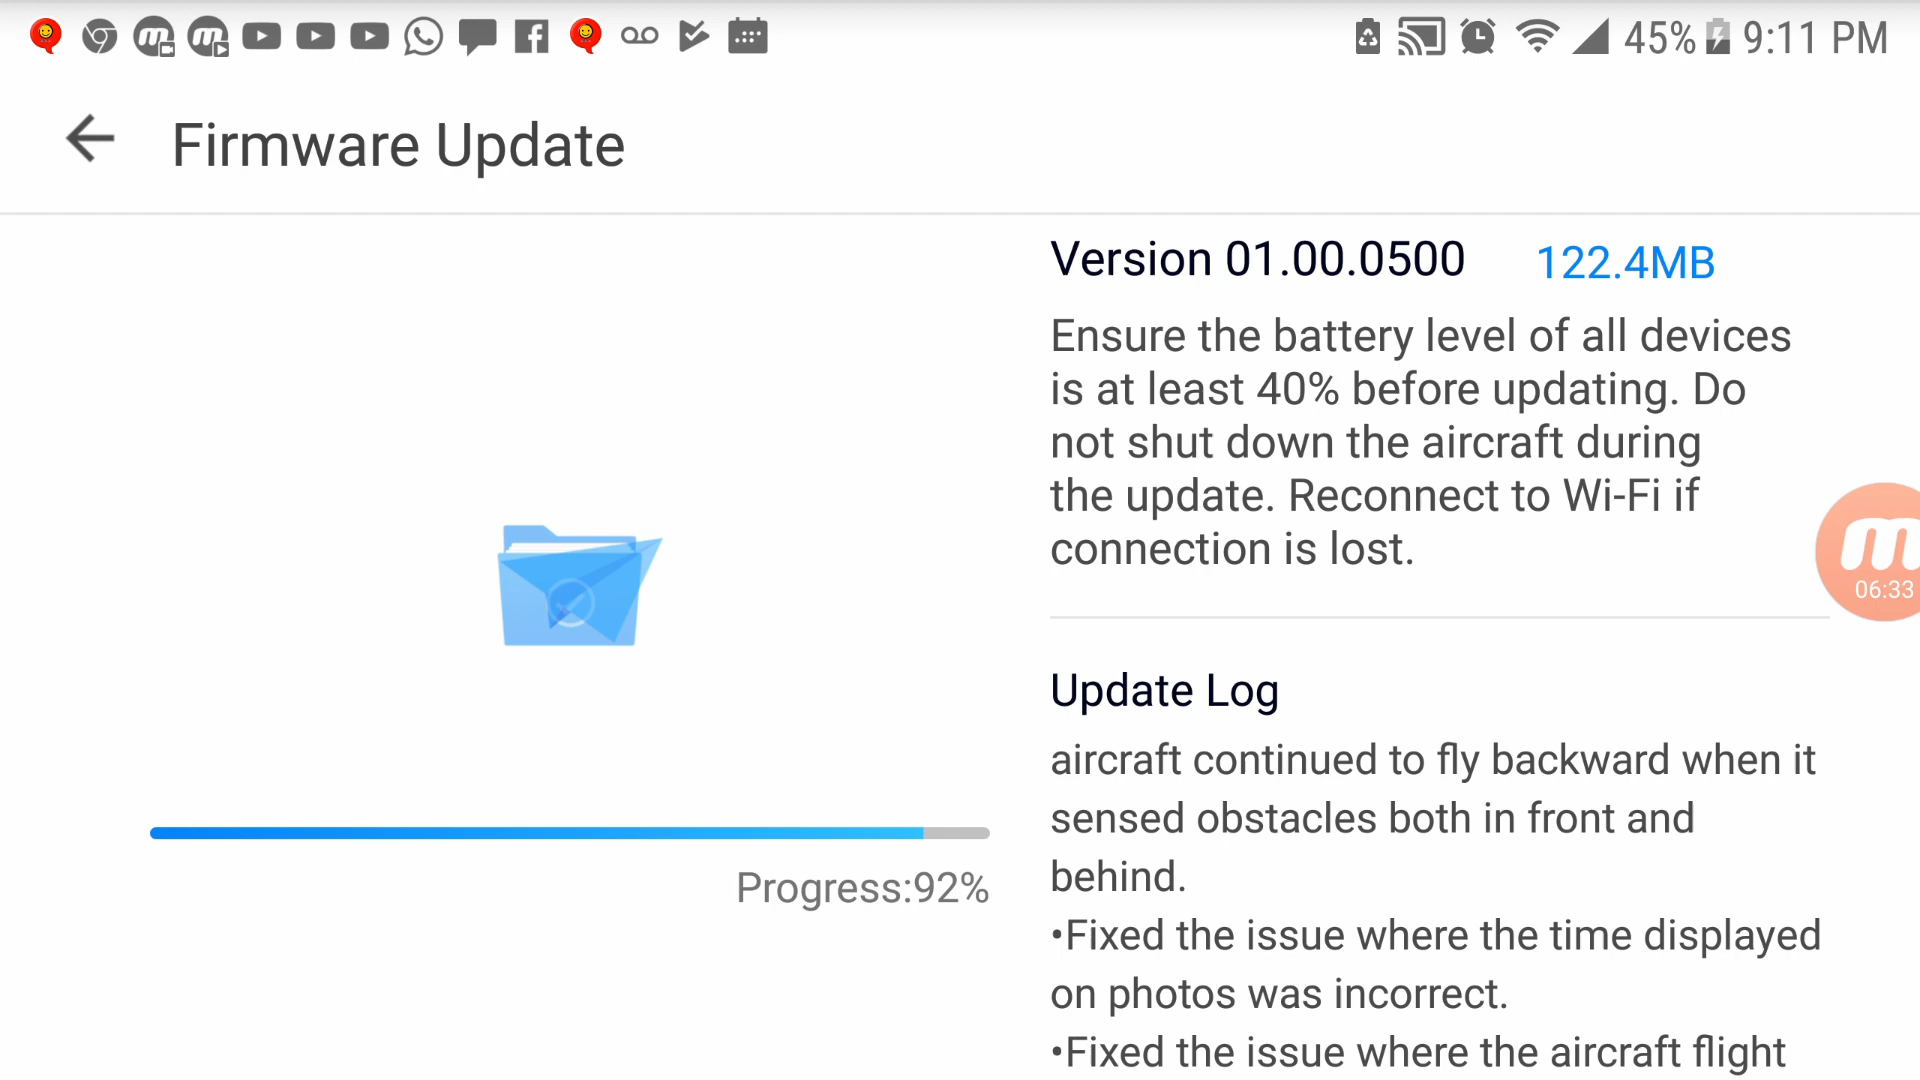 45% 9:11 PM
Firmware Update
Version 01.00.0500 122.4MB
Ensure the battery level of all devices
is at least 40% before updating. Do
not shut down the aircraft during
the update. Reconnect to Wi-Fi if
connection is lost.
m
06:33
Update Log
aircraft continued to fly backward when it
sensed obstacles both in front and
behind.
•Fixed the issue where the time displayed
on photos was incorrect.
•Fixed the issue where the aircraft flight
Progress:92%